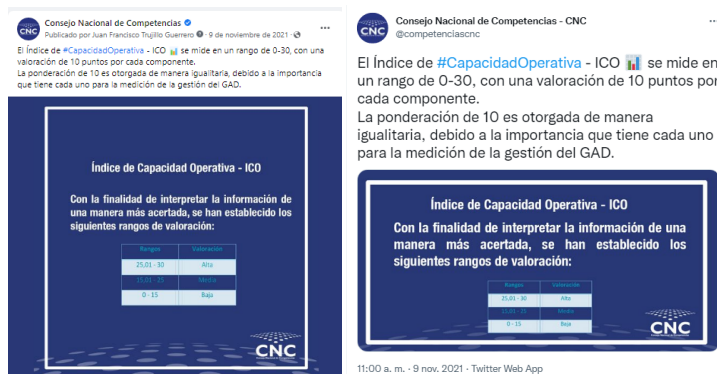 Consejo Nacional de Competencias
Publicado por Juan Francisco Trujillo Guerrero · 9 de noviembre de 2021 ·
El Índice de #CapacidadOperativa - ICO 📊 se mide en un rango de 0-30, con una
valoración de 10 puntos por cada componente.
La ponderación de 10 es otorgada de manera igualitaria, debido a la importancia
que tiene cada uno para la medición de la gestión del GAD.
Índice de Capacidad Operativa - ICO
Con la finalidad de interpretar la información de
una manera más acertada, se han establecido los
siguientes rangos de valoración:
Rangos Valoración
25,01 - 30 Alta
15,01 - 25 Media
0 - 15 Baja
CNC
CNC
Consejo Nacional de Competencias - CNC
@competenciascnc
El Índice de #CapacidadOperativa - ICO 📊 se mide en
un rango de 0-30, con una valoración de 10 puntos por
cada componente.
La ponderación de 10 es otorgada de manera
igualitaria, debido a la importancia que tiene cada uno
para la medición de la gestión del GAD.
Índice de Capacidad Operativa - ICO
Con la finalidad de interpretar la información de una
manera más acertada, se han establecido los
siguientes rangos de valoración:
Rangos Valoración
25,01 - 30 Alta
15,01 - 25 Media
0 - 15 Baja
CNC
CNC
11:00 a. m. · 9 nov. 2021 · Twitter Web App